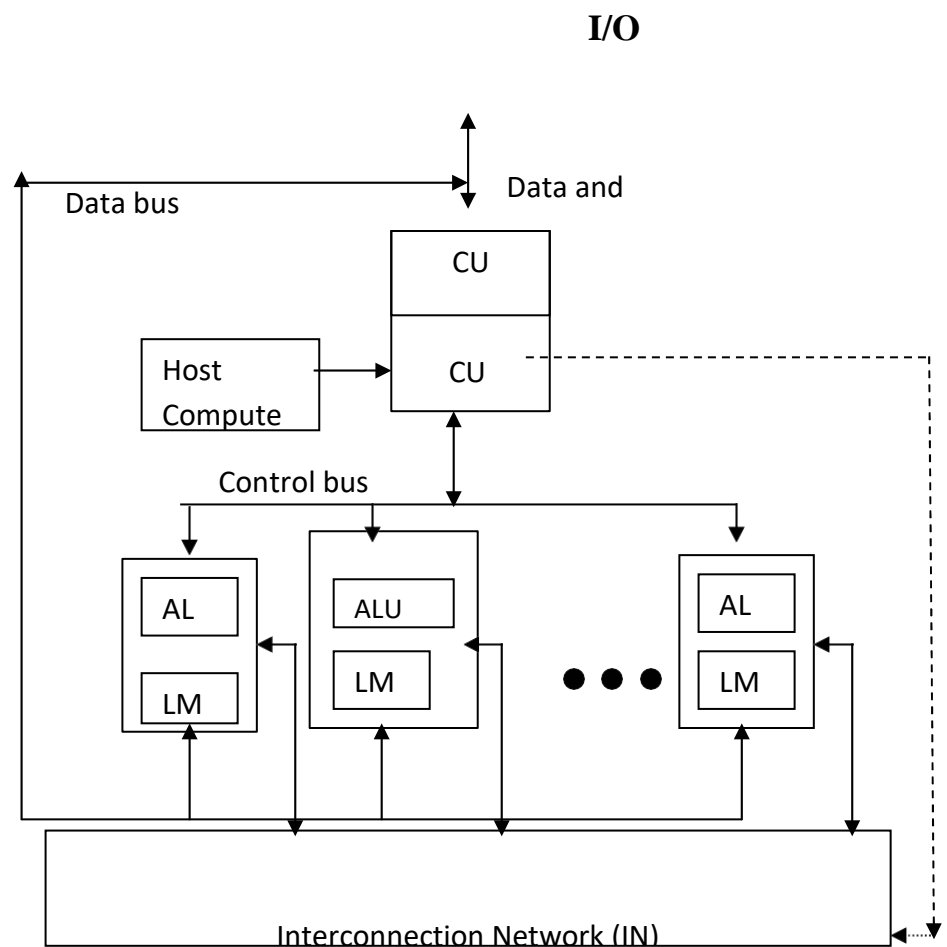 I/O
Data bus
Data and
CU
CU
Host
Compute
Control bus
AL
ALU
AL
LM
LM
LM
Interconnection Network (IN)